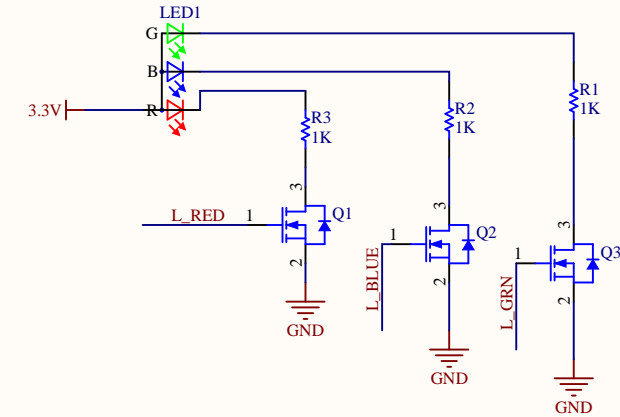 LED1
G
B
R
3.3V
R3
1K
R2
1K
R1
1K
L_RED
1
3
Q1
2
GND
L_BLUE
1
3
Q2
2
GND
L_GRN
1
3
Q3
2
GND